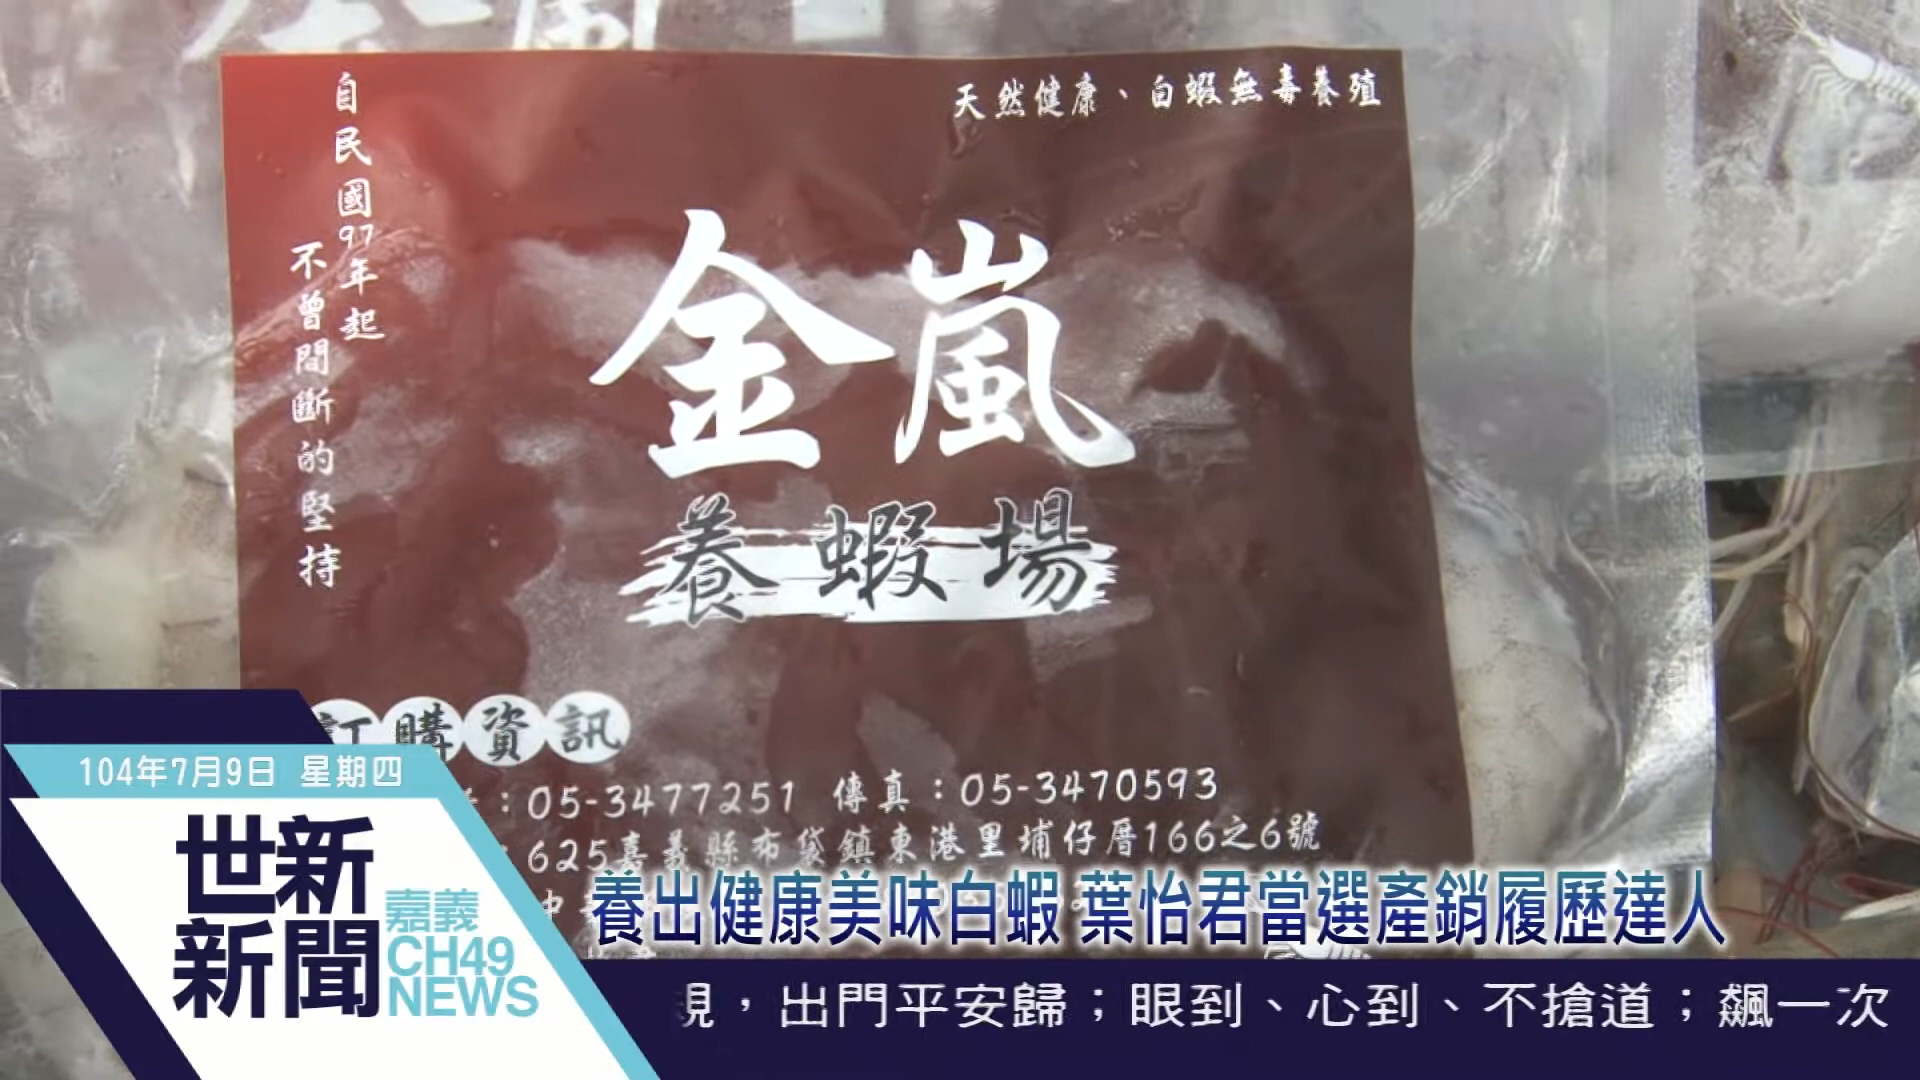 天然健康、白蝦無毒養殖
自民國97年起
不曾間斷的堅持
金嵐
養蝦場
訂購資訊
：05-3477251 傳真：05-3470593
：625嘉義縣布袋鎮東港里埔仔厝166之6號
養出健康美味白蝦 葉怡君當選產銷履歷達人
104年7月9日 星期四
世新
新聞
嘉義
CH49
NEWS
，出門平安歸；眼到、心到、不搶道；飆一次